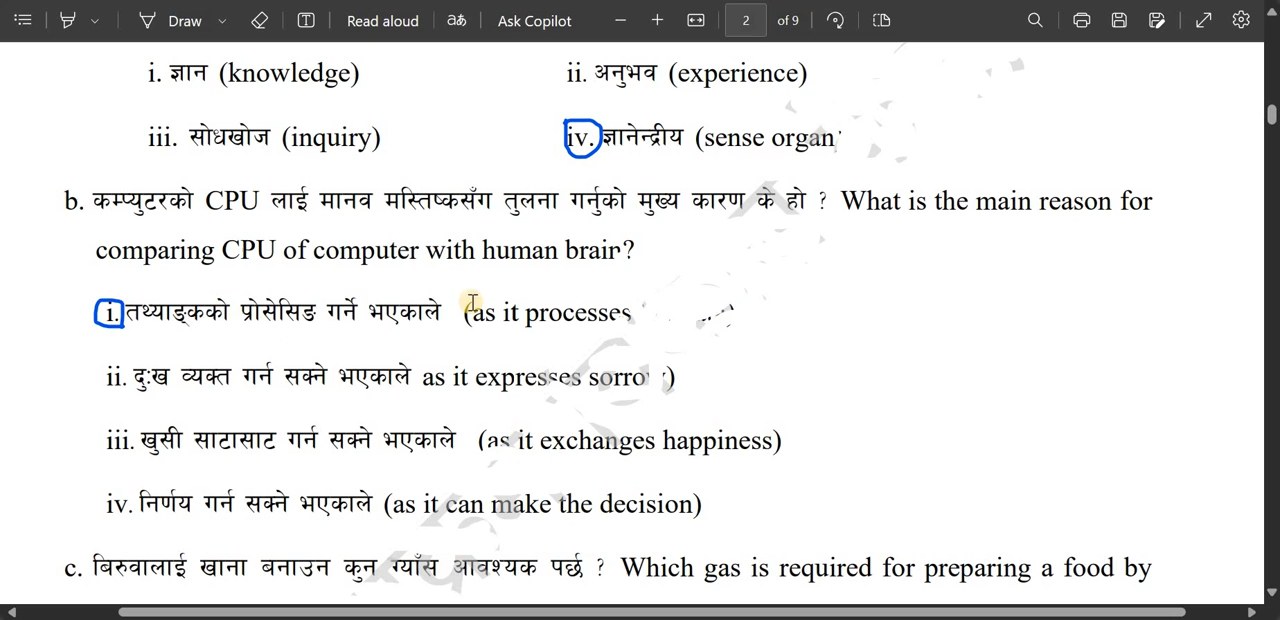 Draw
Read aloud
aあ
Ask Copilot
2
of 9
i. ज्ञान (knowledge)
ii. अनुभव (experience)
iii. सोधखोज (inquiry)
iv. ज्ञानेन्द्रीय (sense organ
b. कम्प्युटरको CPU लाई मानव मस्तिष्कसँग तुलना गर्नुको मुख्य कारण के हो ? What is the main reason for
comparing CPU of computer with human brain?
i. तथ्याङ्कको प्रोसेसिङ गर्ने भएकाले (as it processes
ii. दुःख व्यक्त गर्न सक्ने भएकाले as it expresses sorrow)
iii. खुसी साटासाट गर्न सक्ने भएकाले (as it exchanges happiness)
iv. निर्णय गर्न सक्ने भएकाले (as it can make the decision)
c. बिरुवालाई खाना बनाउन कुन ग्याँस आवश्यक पर्छ ? Which gas is required for preparing a food by